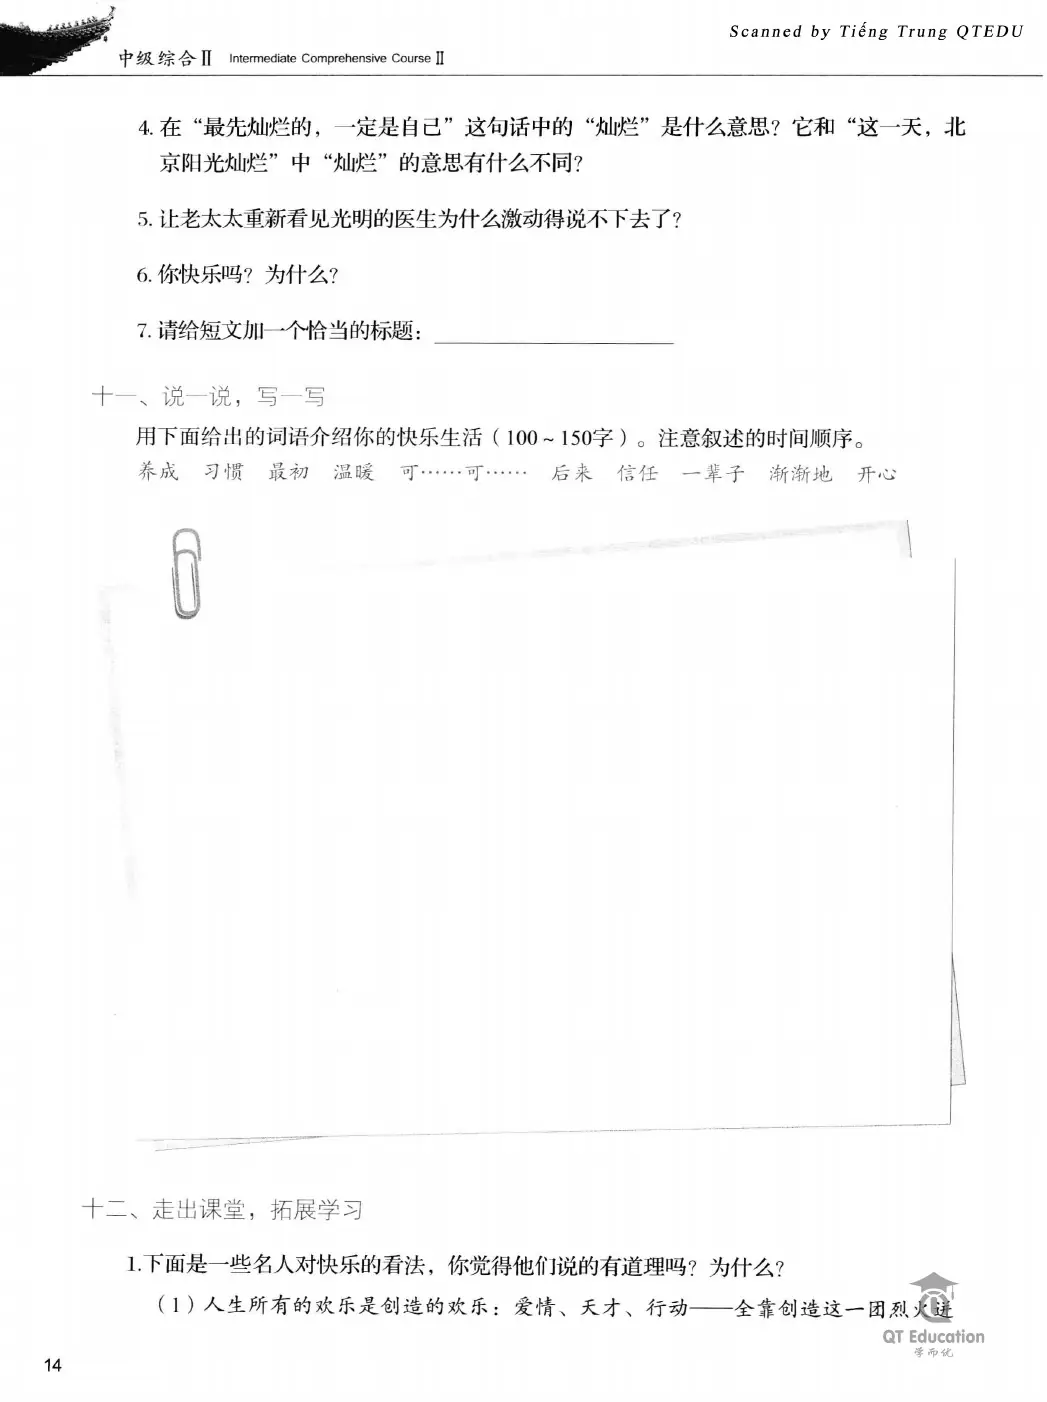 Scanned by Tiếng Trung QTEDU
中级综合Ⅱ Intermediate Comprehensive Course Ⅱ
4. 在“最先灿烂的，一定是自己”这句话中的“灿烂”是什么意思？它和“这一天，北
京阳光灿烂”中“灿烂”的意思有什么不同？
5. 让老太太重新看见光明的医生为什么激动得说不下去了？
6. 你快乐吗？为什么？
7. 请给短文加一个恰当的标题：
十一、说一说，写一写
用下面给出的词语介绍你的快乐生活（100～150字）。注意叙述的时间顺序。
养成 习惯 最初 温暖 可……可…… 后来 信任 一辈子 渐渐地 开心
十二、走出课堂，拓展学习
1.下面是一些名人对快乐的看法，你觉得他们说的有道理吗？为什么？
（1）人生所有的欢乐是创造的欢乐：爱情、天才、行动——全靠创造这一团烈火迸
QT Education
学而优
14